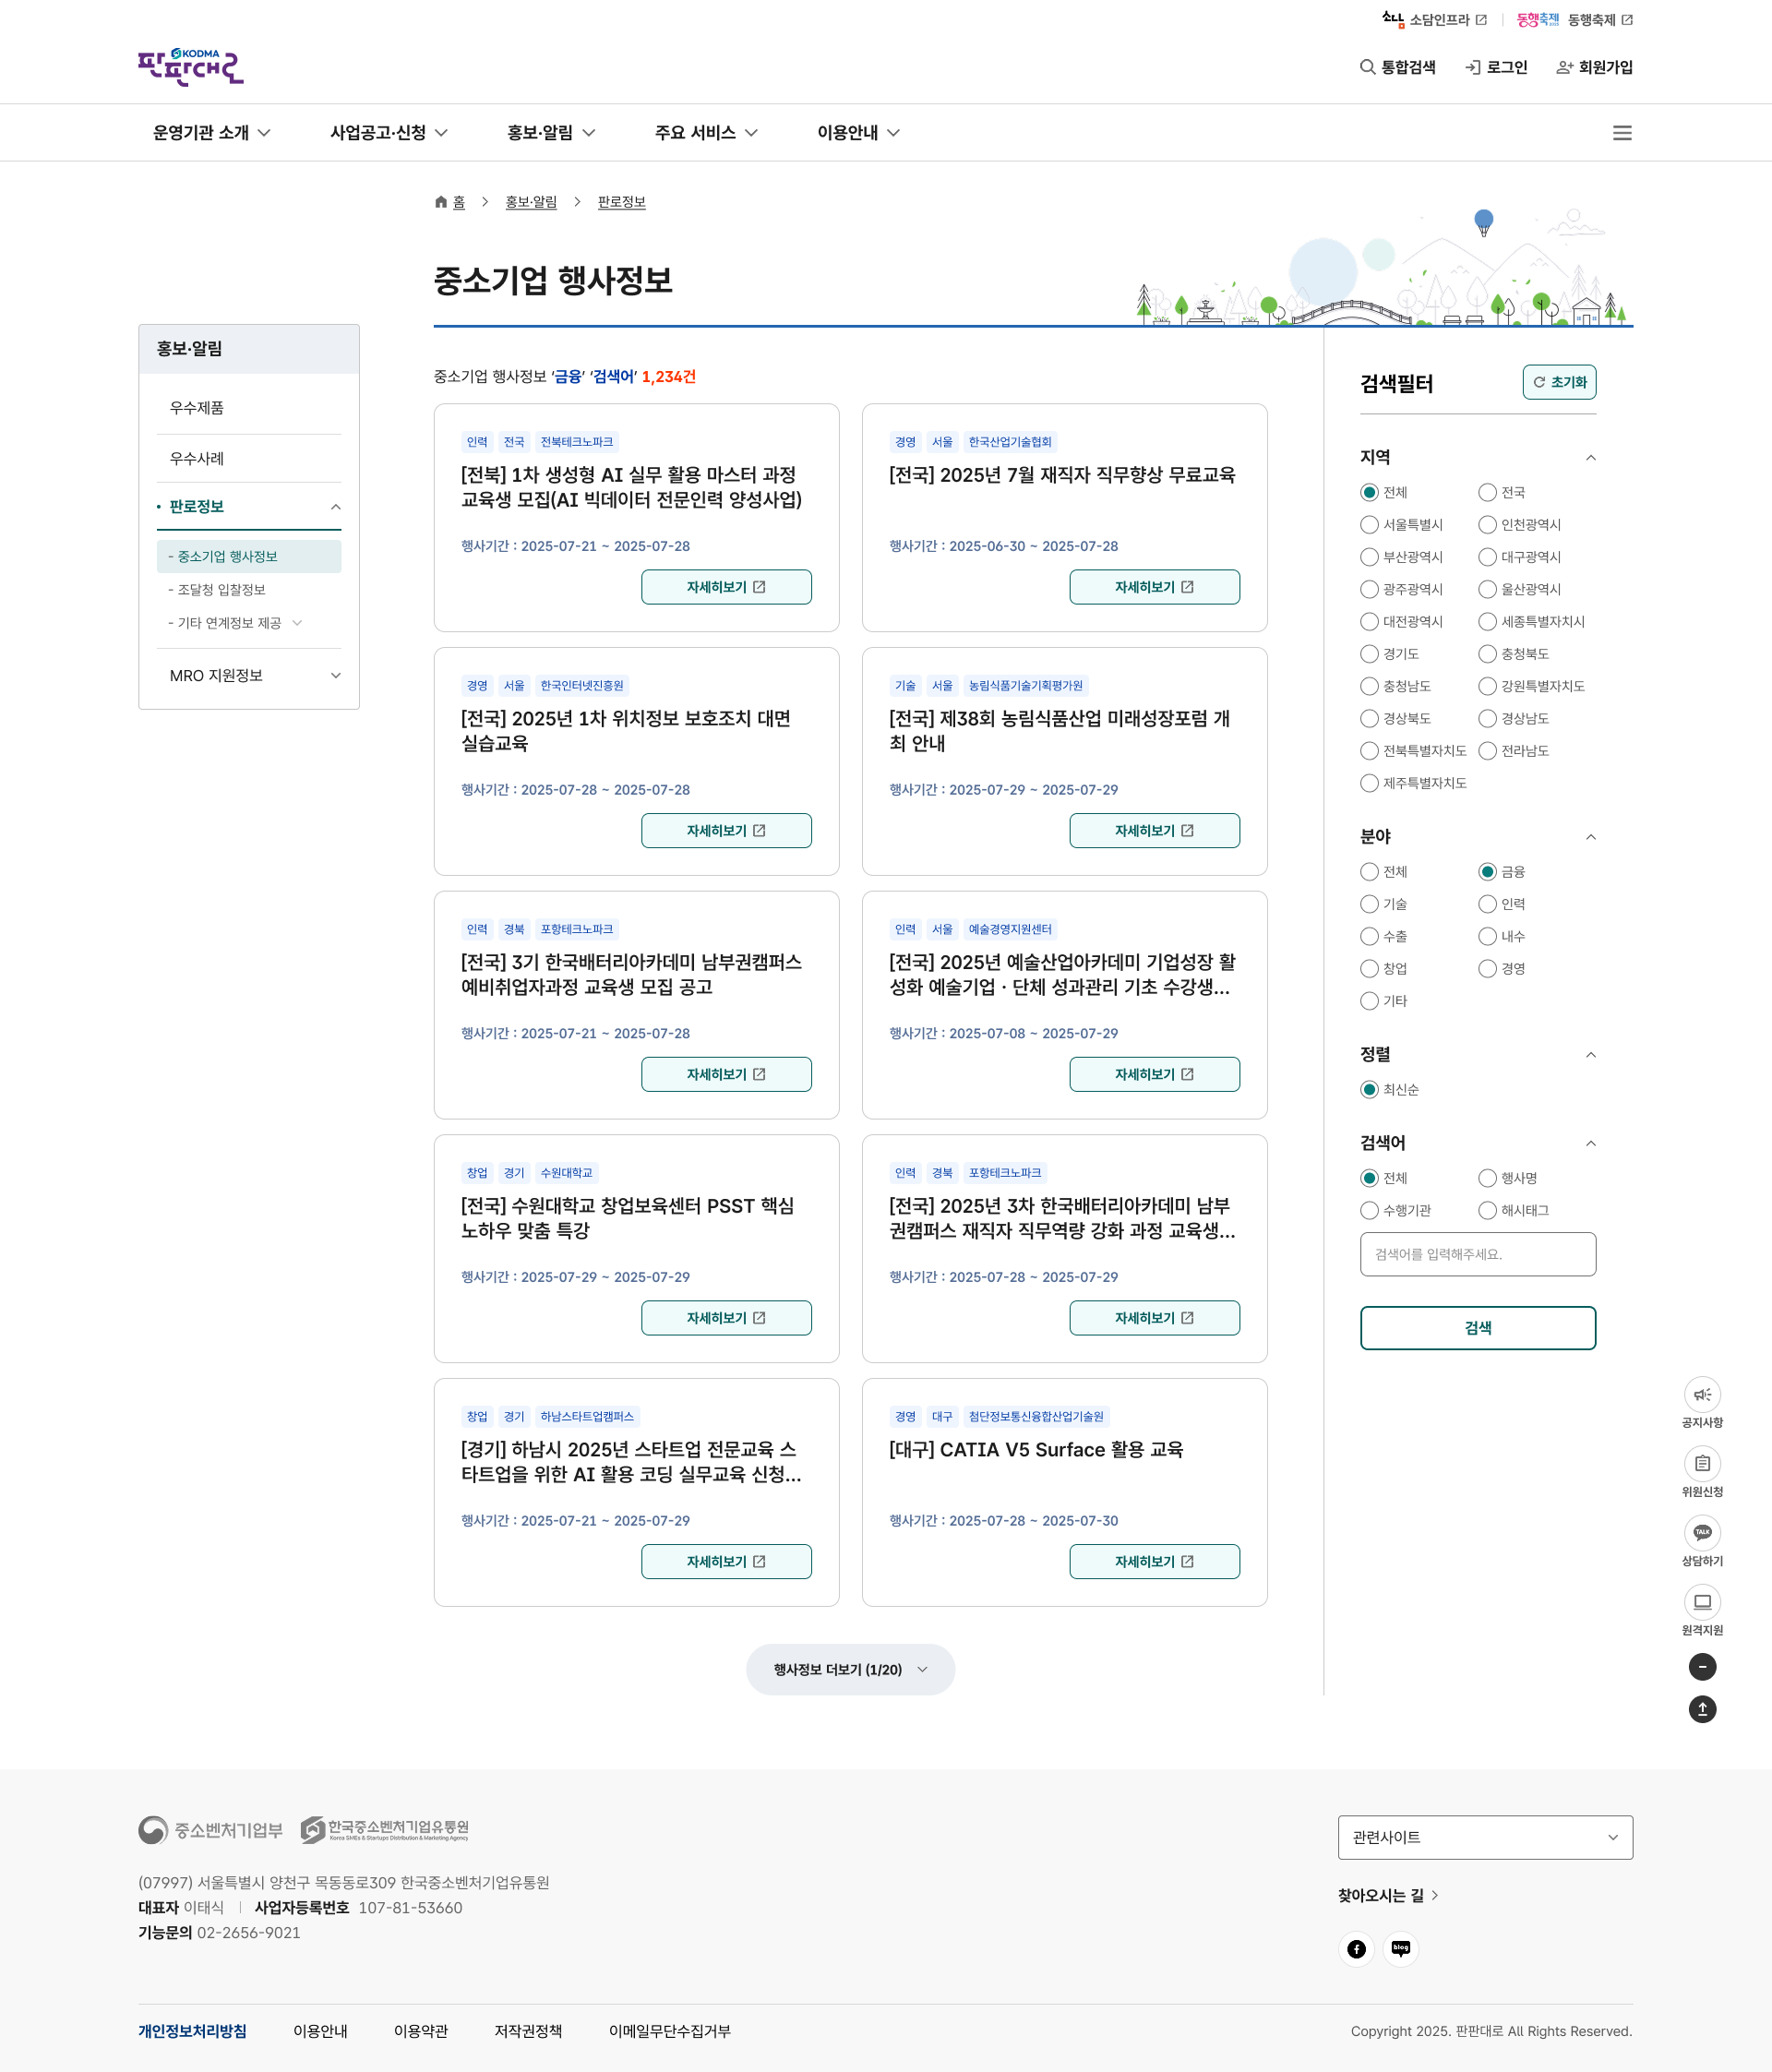 소담인프라
동행축제 동행축제
KODMA
판판대로
통합검색
로그인
회원가입
운영기관 소개
사업공고·신청
홍보·알림
주요 서비스
이용안내
홈
홍보·알림
판로정보
중소기업 행사정보
홍보·알림
우수제품
우수사례
판로정보
- 중소기업 행사정보
- 조달청 입찰정보
- 기타 연계정보 제공
MRO 지원정보
중소기업 행사정보 ‘금융’ ‘검색어’ 1,234건
인력 전국 전북테크노파크
[전북] 1차 생성형 AI 실무 활용 마스터 과정
교육생 모집(AI 빅데이터 전문인력 양성사업)
행사기간 : 2025-07-21 ~ 2025-07-28
자세히보기
경영 서울 한국산업기술협회
[전국] 2025년 7월 재직자 직무향상 무료교육
행사기간 : 2025-06-30 ~ 2025-07-28
자세히보기
경영 서울 한국인터넷진흥원
[전국] 2025년 1차 위치정보 보호조치 대면
실습교육
행사기간 : 2025-07-28 ~ 2025-07-28
자세히보기
기술 서울 농림식품기술기획평가원
[전국] 제38회 농림식품산업 미래성장포럼 개
최 안내
행사기간 : 2025-07-29 ~ 2025-07-29
자세히보기
인력 경북 포항테크노파크
[전국] 3기 한국배터리아카데미 남부권캠퍼스
예비취업자과정 교육생 모집 공고
행사기간 : 2025-07-21 ~ 2025-07-28
자세히보기
인력 서울 예술경영지원센터
[전국] 2025년 예술산업아카데미 기업성장 활
성화 예술기업ㆍ단체 성과관리 기초 수강생...
행사기간 : 2025-07-08 ~ 2025-07-29
자세히보기
창업 경기 수원대학교
[전국] 수원대학교 창업보육센터 PSST 핵심
노하우 맞춤 특강
행사기간 : 2025-07-29 ~ 2025-07-29
자세히보기
인력 경북 포항테크노파크
[전국] 2025년 3차 한국배터리아카데미 남부
권캠퍼스 재직자 직무역량 강화 과정 교육생...
행사기간 : 2025-07-28 ~ 2025-07-29
자세히보기
창업 경기 하남스타트업캠퍼스
[경기] 하남시 2025년 스타트업 전문교육 스
타트업을 위한 AI 활용 코딩 실무교육 신청...
행사기간 : 2025-07-21 ~ 2025-07-29
자세히보기
경영 대구 첨단정보통신융합산업기술원
[대구] CATIA V5 Surface 활용 교육
행사기간 : 2025-07-28 ~ 2025-07-30
자세히보기
행사정보 더보기 (1/20)
검색필터
초기화
지역
전체 전국
서울특별시 인천광역시
부산광역시 대구광역시
광주광역시 울산광역시
대전광역시 세종특별자치시
경기도 충청북도
충청남도 강원특별자치도
경상북도 경상남도
전북특별자치도 전라남도
제주특별자치도
분야
전체 금융
기술 인력
수출 내수
창업 경영
기타
정렬
최신순
검색어
전체 행사명
수행기관 해시태그
검색어를 입력해주세요.
검색
공지사항
위원신청
TALK
상담하기
원격지원
중소벤처기업부
한국중소벤처기업유통원
Korea SMEs & Startups Distribution & Marketing Agency
(07997) 서울특별시 양천구 목동동로309 한국중소벤처기업유통원
대표자 이태식 사업자등록번호 107-81-53660
기능문의 02-2656-9021
관련사이트
찾아오시는 길
blog
개인정보처리방침
이용안내
이용약관
저작권정책
이메일무단수집거부
Copyright 2025. 판판대로 All Rights Reserved.